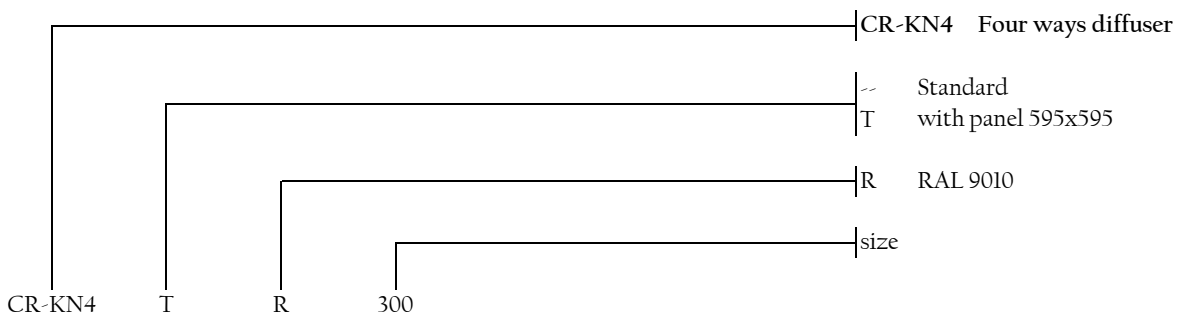 CR-KN4 Four ways diffuser
-- Standard
T with panel 595x595
R RAL 9010
size
CR-KN4 T R 300